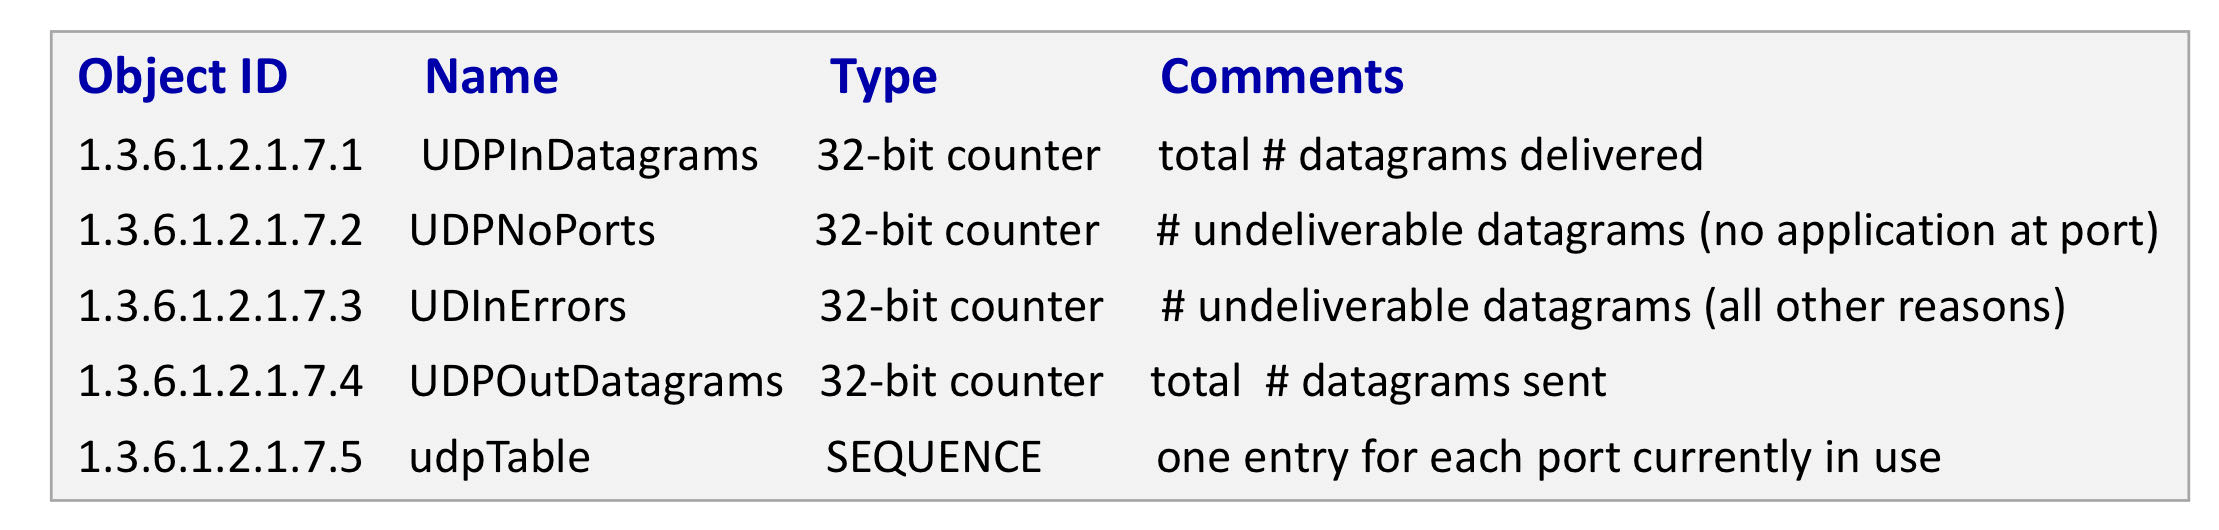 Object ID Name Type Comments
1.3.6.1.2.1.7.1 UDPInDatagrams 32-bit counter total # datagrams delivered
1.3.6.1.2.1.7.2 UDPNoPorts 32-bit counter # undeliverable datagrams (no application at port)
1.3.6.1.2.1.7.3 UDInErrors 32-bit counter # undeliverable datagrams (all other reasons)
1.3.6.1.2.1.7.4 UDPOutDatagrams 32-bit counter total # datagrams sent
1.3.6.1.2.1.7.5 udpTable SEQUENCE one entry for each port currently in use